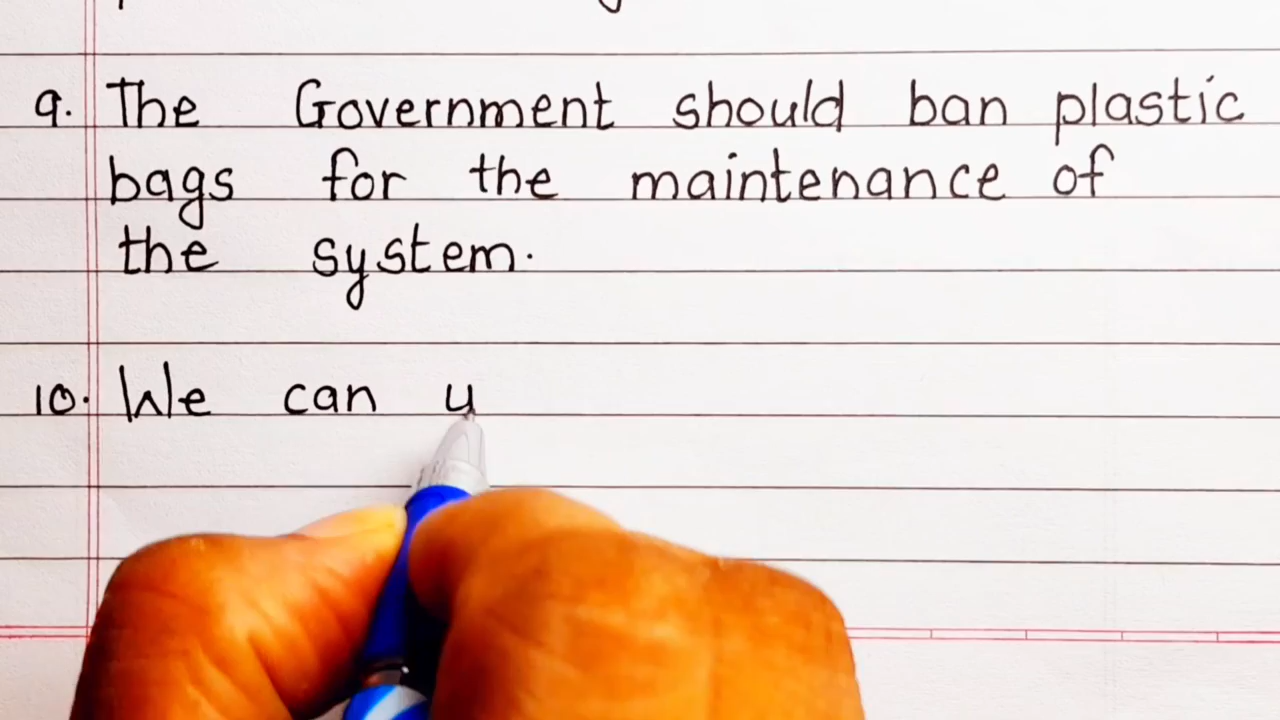 9. The Government should ban plastic
bags for the maintenance of
the system.
10. We can u